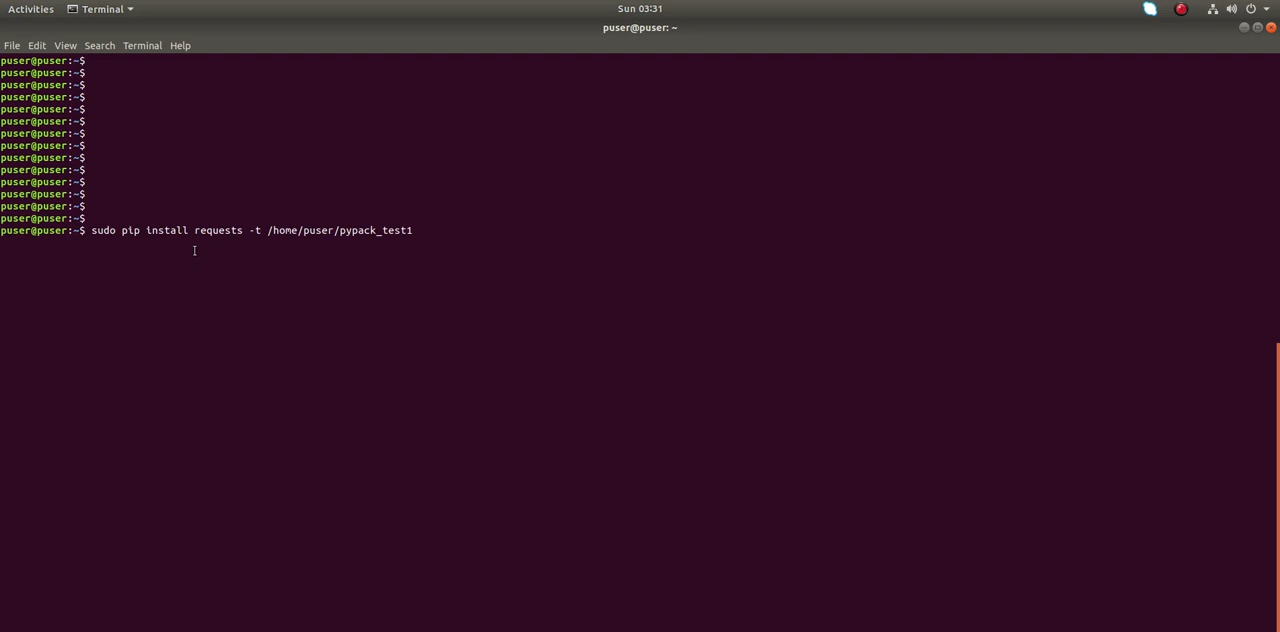 Activities Terminal Sun 03:31
puser@puser: ~
File Edit View Search Terminal Help
puser@puser:~$
puser@puser:~$
puser@puser:~$
puser@puser:~$
puser@puser:~$
puser@puser:~$
puser@puser:~$
puser@puser:~$
puser@puser:~$
puser@puser:~$
puser@puser:~$
puser@puser:~$
puser@puser:~$
puser@puser:~$
puser@puser:~$ sudo pip install requests -t /home/puser/pypack_test1